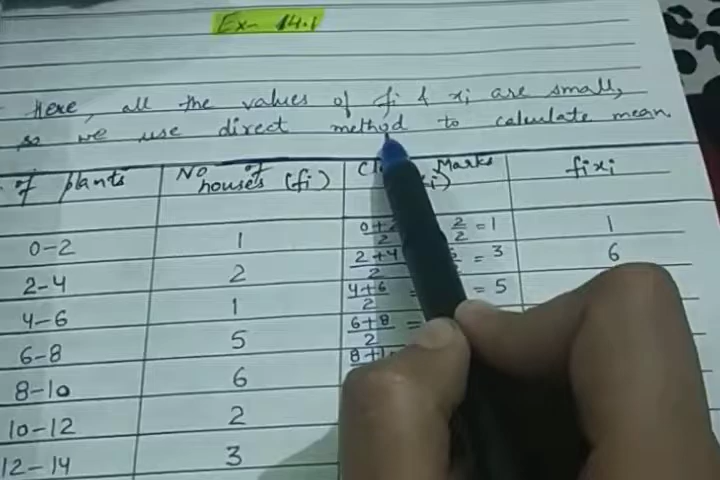 Ex- 14.1
Here, all the values of fi & xi are small,
so we use direct method to calculate mean.
of plants No of houses (fi) Marks fixi
0-2 1 2/2 = 1 1
2-4 2 2+4/2 = 3 6
4-6 1 4+6/2 = 5
6-8 5 6+8/2 =
8-10 6
10-12 2
12-14 3